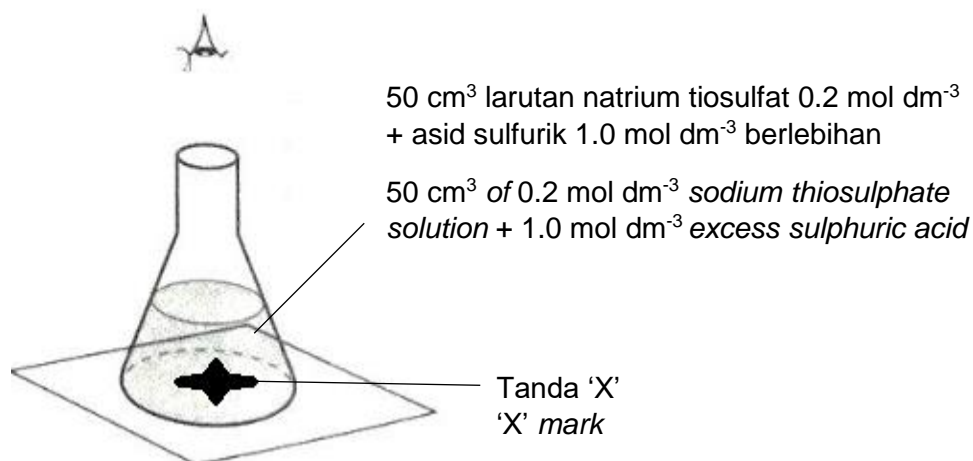 50 cm³ larutan natrium tiosulfat 0.2 mol dm⁻³
+ asid sulfurik 1.0 mol dm⁻³ berlebihan
50 cm³ of 0.2 mol dm⁻³ sodium thiosulphate
solution + 1.0 mol dm⁻³ excess sulphuric acid
Tanda ‘X’
‘X’ mark